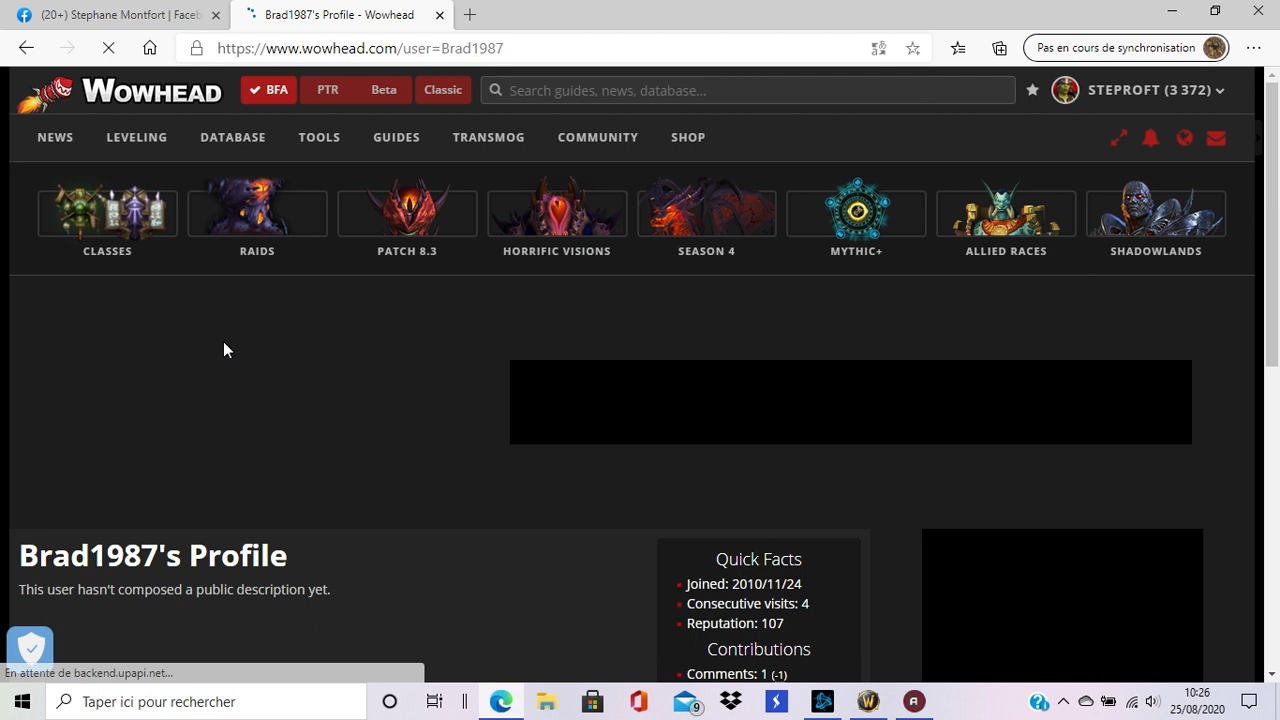 (20+) Stephane Montfort | Faceb
Brad1987's Profile - Wowhead
https://www.wowhead.com/user=Brad1987
Pas en cours de synchronisation
WOWHEAD
BFA
PTR
Beta
Classic
Search guides, news, database...
STEPROFT (3 372)
NEWS
LEVELING
DATABASE
TOOLS
GUIDES
TRANSMOG
COMMUNITY
SHOP
CLASSES
RAIDS
PATCH 8.3
HORRIFIC VISIONS
SEASON 4
MYTHIC+
ALLIED RACES
SHADOWLANDS
Brad1987's Profile
This user hasn't composed a public description yet.
Quick Facts
Joined: 2010/11/24
Consecutive visits: 4
Reputation: 107
Contributions
Comments: 1 (-1)
En attente de backend.upapi.net...
Taper ici pour rechercher
9
10:26
25/08/2020